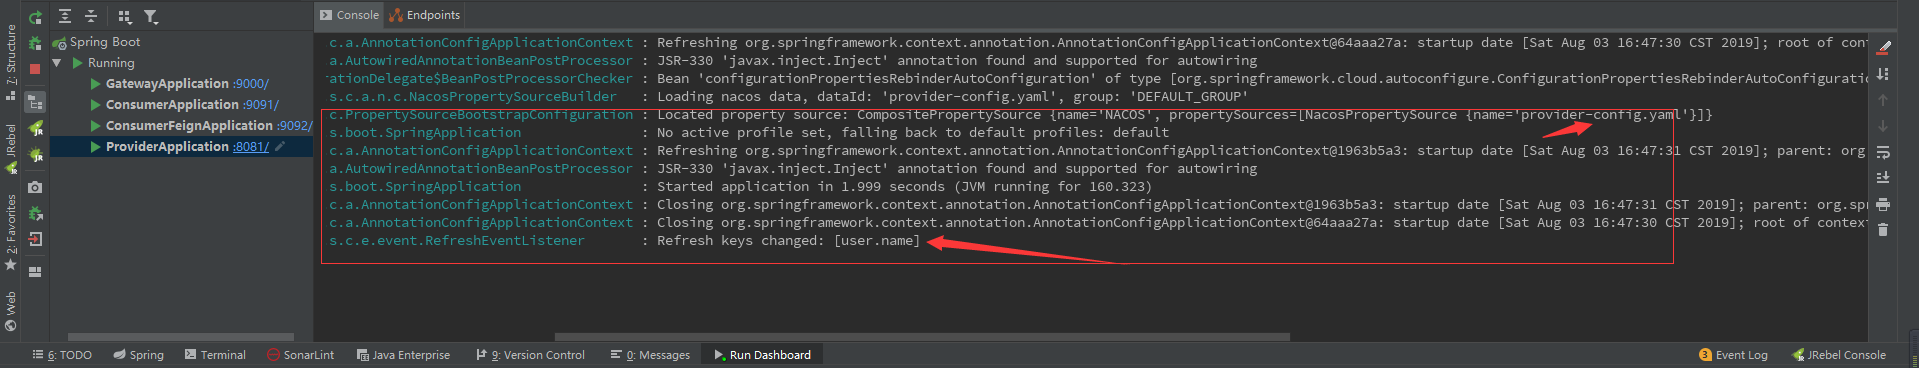 Console
Endpoints
Spring Boot
Running
GatewayApplication :9000/
ConsumerApplication :9091/
ConsumerFeignApplication :9092/
ProviderApplication :8081/
c.a.AnnotationConfigApplicationContext : Refreshing org.springframework.context.annotation.AnnotationConfigApplicationContext@64aaa27a: startup date [Sat Aug 03 16:47:30 CST 2019]; root of cont
a.AutowiredAnnotationBeanPostProcessor : JSR-330 'javax.inject.Inject' annotation found and supported for autowiring
ationDelegate$BeanPostProcessorChecker : Bean 'configurationPropertiesRebinderAutoConfiguration' of type [org.springframework.cloud.autoconfigure.ConfigurationPropertiesRebinderAutoConfiguratio
s.c.a.n.c.NacosPropertySourceBuilder : Loading nacos data, dataId: 'provider-config.yaml', group: 'DEFAULT_GROUP'
c.PropertySourceBootstrapConfiguration : Located property source: CompositePropertySource {name='NACOS', propertySources=[NacosPropertySource {name='provider-config.yaml'}]}
s.boot.SpringApplication : No active profile set, falling back to default profiles: default
c.a.AnnotationConfigApplicationContext : Refreshing org.springframework.context.annotation.AnnotationConfigApplicationContext@1963b5a3: startup date [Sat Aug 03 16:47:31 CST 2019]; parent: org
a.AutowiredAnnotationBeanPostProcessor : JSR-330 'javax.inject.Inject' annotation found and supported for autowiring
s.boot.SpringApplication : Started application in 1.999 seconds (JVM running for 160.323)
c.a.AnnotationConfigApplicationContext : Closing org.springframework.context.annotation.AnnotationConfigApplicationContext@1963b5a3: startup date [Sat Aug 03 16:47:31 CST 2019]; parent: org.sp
c.a.AnnotationConfigApplicationContext : Closing org.springframework.context.annotation.AnnotationConfigApplicationContext@64aaa27a: startup date [Sat Aug 03 16:47:30 CST 2019]; root of context
s.c.e.event.RefreshEventListener : Refresh keys changed: [user.name]
7: Structure
JRebel
2: Favorites
Web
JR
JR
6: TODO
Spring
Terminal
SonarLint
Java Enterprise
9: Version Control
0: Messages
Run Dashboard
3 Event Log
JRebel Console